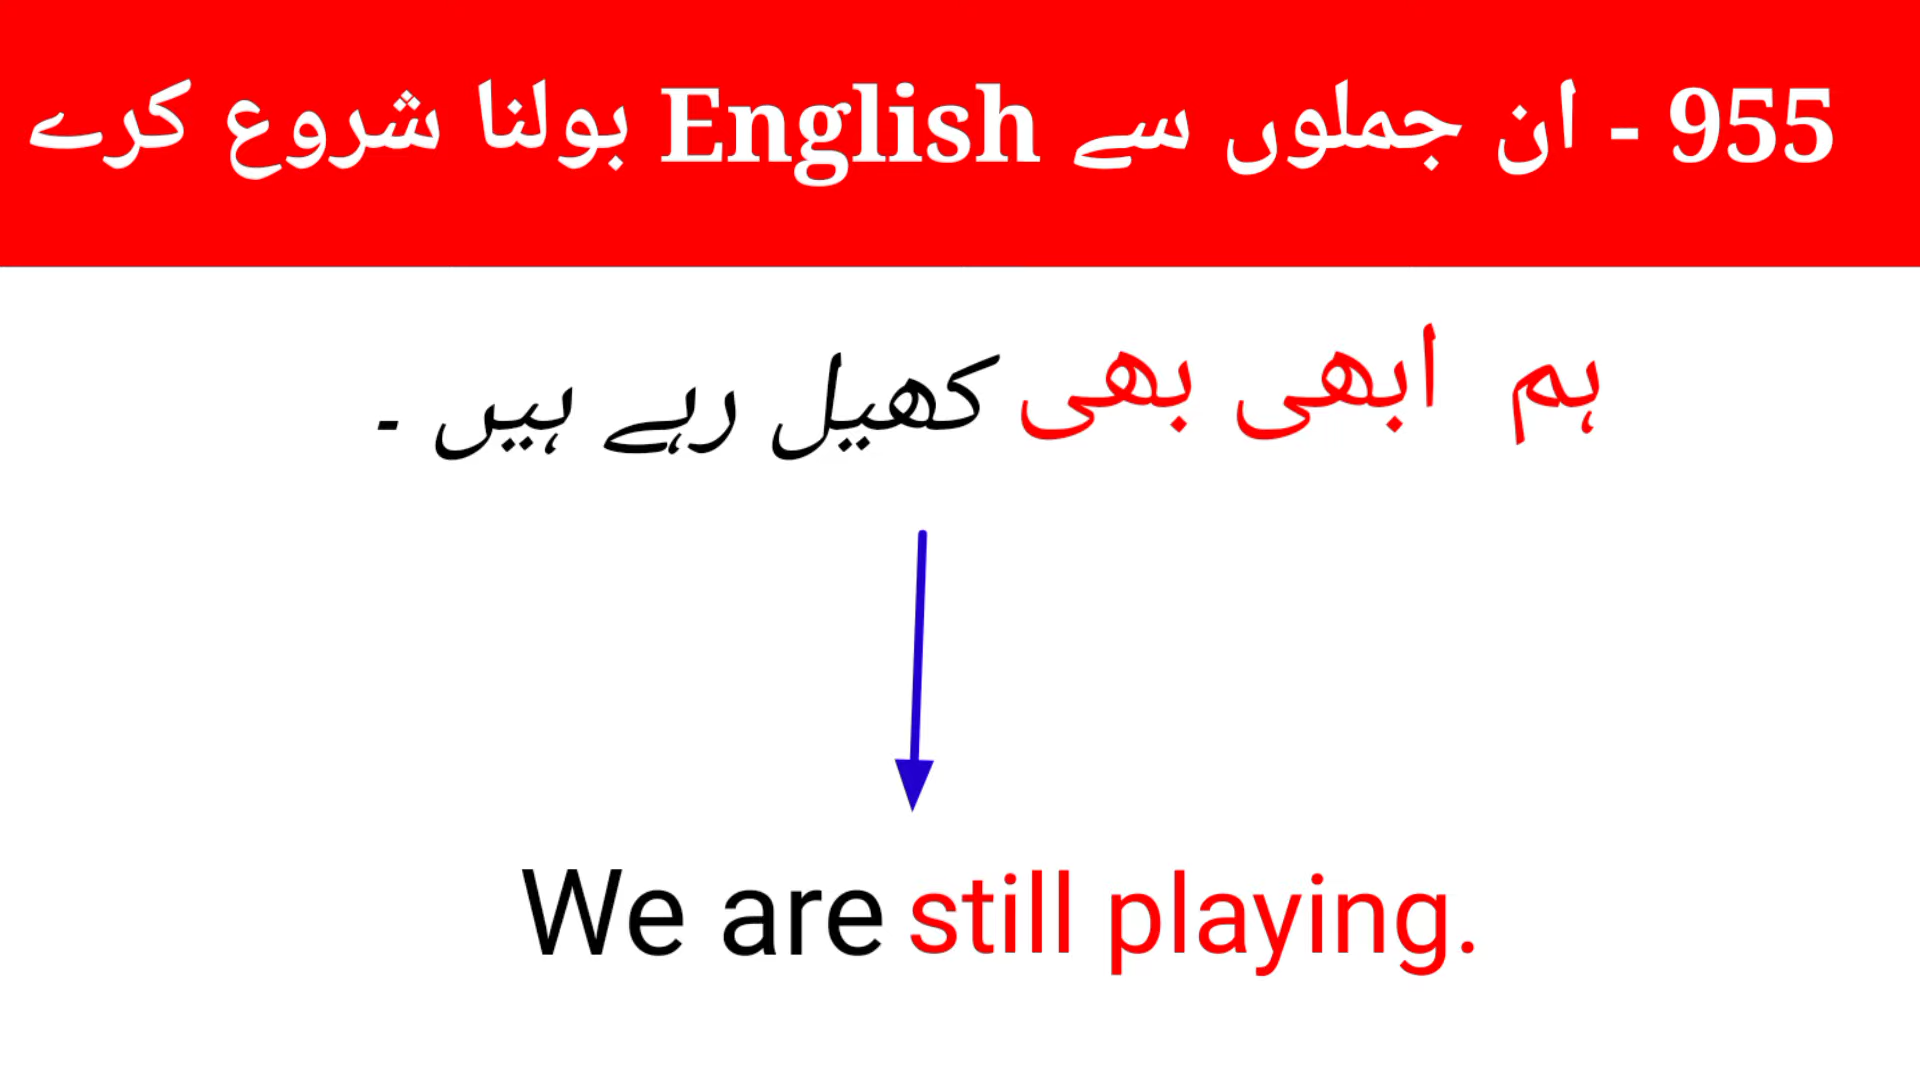 955 - ان جملوں سے English بولنا شروع کرے
ہم ابھی بھی کھیل رہے ہیں ۔
We are still playing.